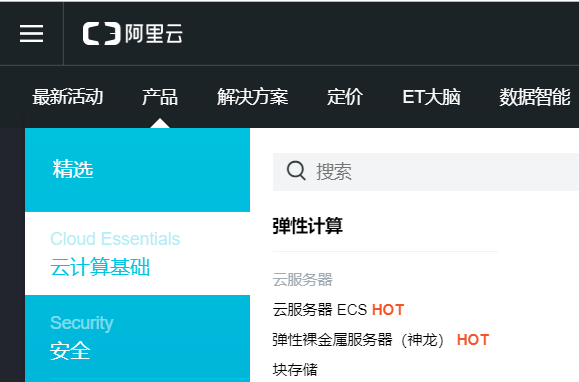 阿里云
最新活动 产品 解决方案 定价 ET大脑 数据智能
精选
搜索
Cloud Essentials
云计算基础
Security
安全
弹性计算
云服务器
云服务器 ECS HOT
弹性裸金属服务器（神龙） HOT
块存储